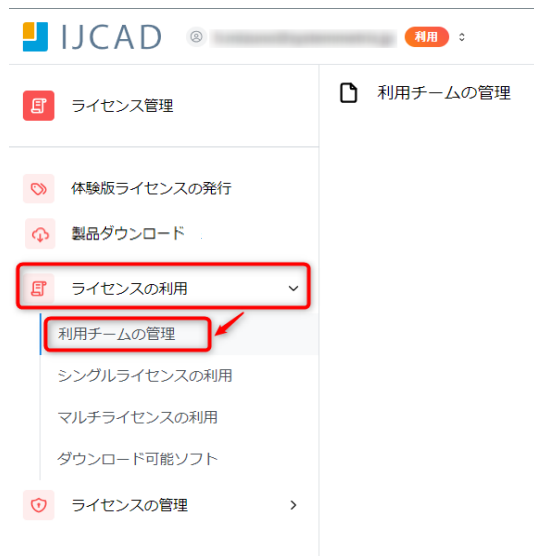 IJCAD
利用
ライセンス管理
利用チームの管理
体験版ライセンスの発行
製品ダウンロード
ライセンスの利用
利用チームの管理
シングルライセンスの利用
マルチライセンスの利用
ダウンロード可能ソフト
ライセンスの管理